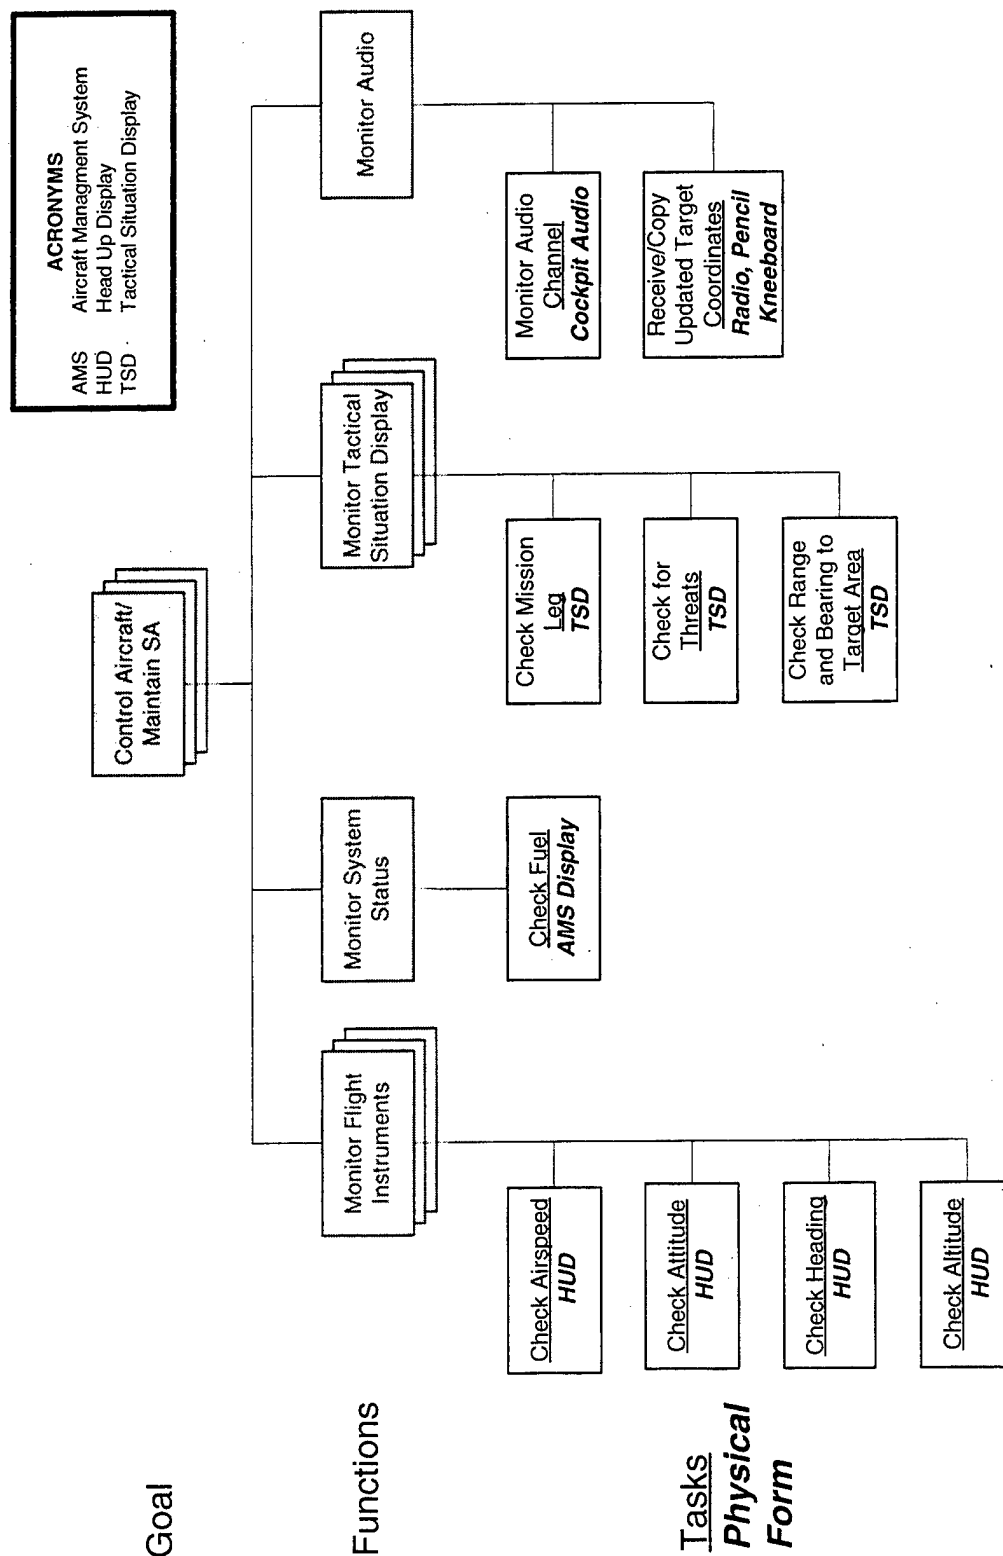 ACRONYMS
AMS Aircraft Managment System
HUD Head Up Display
TSD Tactical Situation Display
Goal
Control Aircraft/
Maintain SA
Functions
Monitor Flight
Instruments
Monitor System
Status
Monitor Tactical
Situation Display
Monitor Audio
Tasks
Physical
Form
Check Airspeed
HUD
Check Attitude
HUD
Check Heading
HUD
Check Altitude
HUD
Check Fuel
AMS Display
Check Mission
Leg
TSD
Check for
Threats
TSD
Check Range
and Bearing to
Target Area
TSD
Monitor Audio
Channel
Cockpit Audio
Receive/Copy
Updated Target
Coordinates
Radio, Pencil
Kneeboard